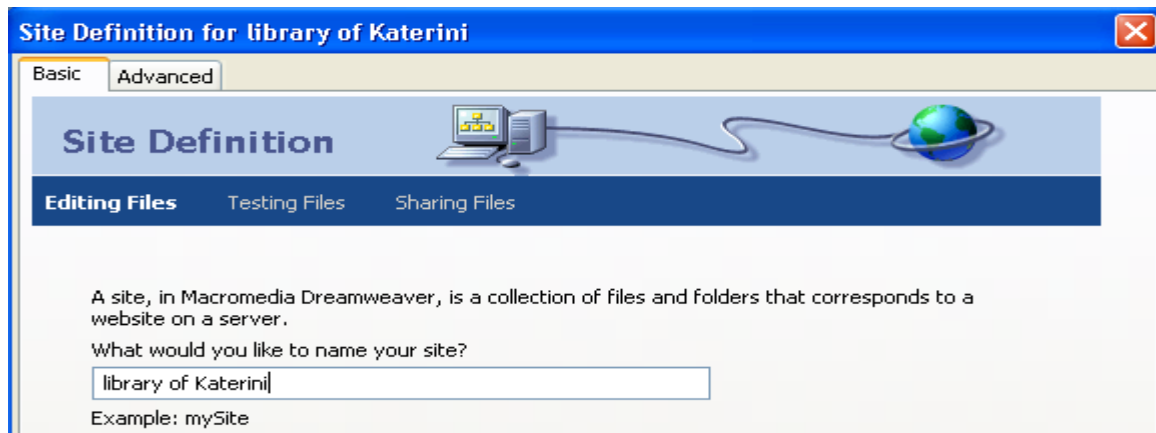 Site Definition for library of Katerini
Basic Advanced
Site Definition
Editing Files Testing Files Sharing Files
A site, in Macromedia Dreamweaver, is a collection of files and folders that corresponds to a
website on a server.
What would you like to name your site?
library of Katerini
Example: mySite